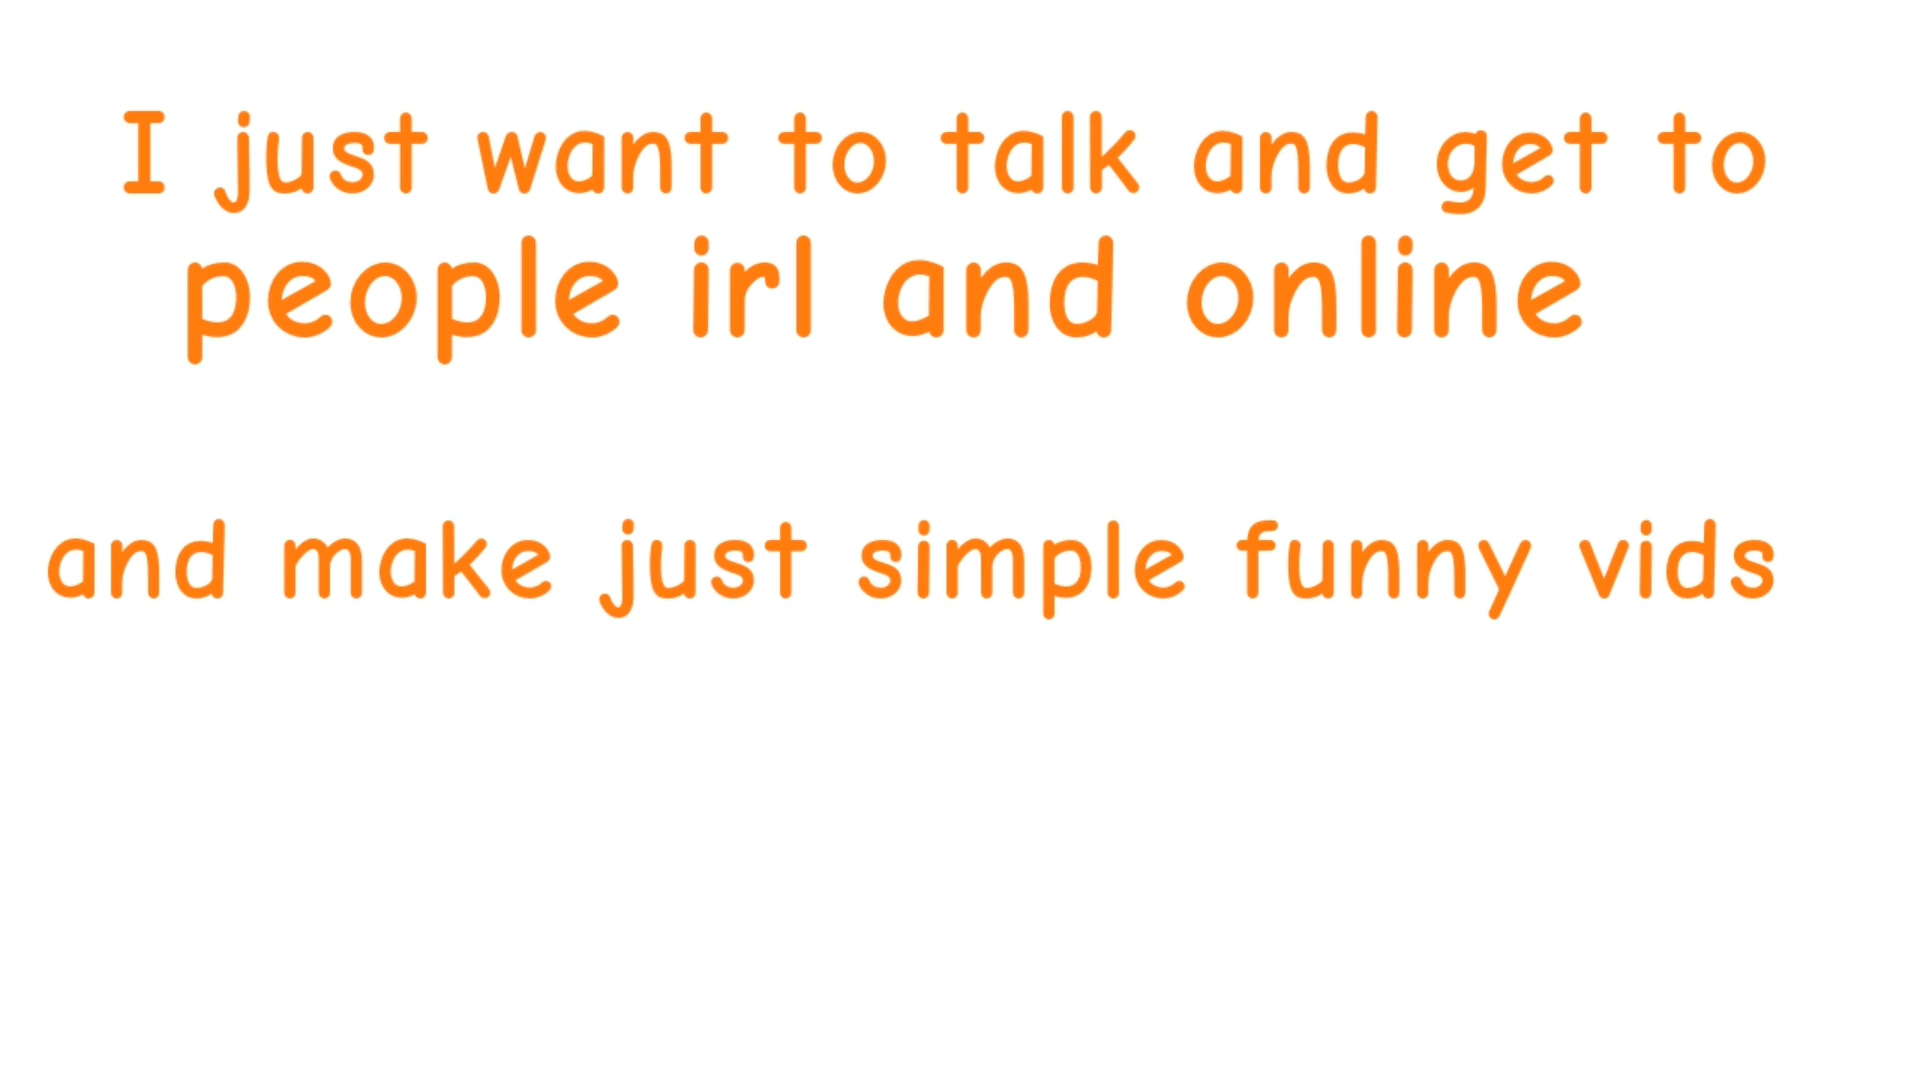 I just want to talk and get to
people irl and online
and make just simple funny vids